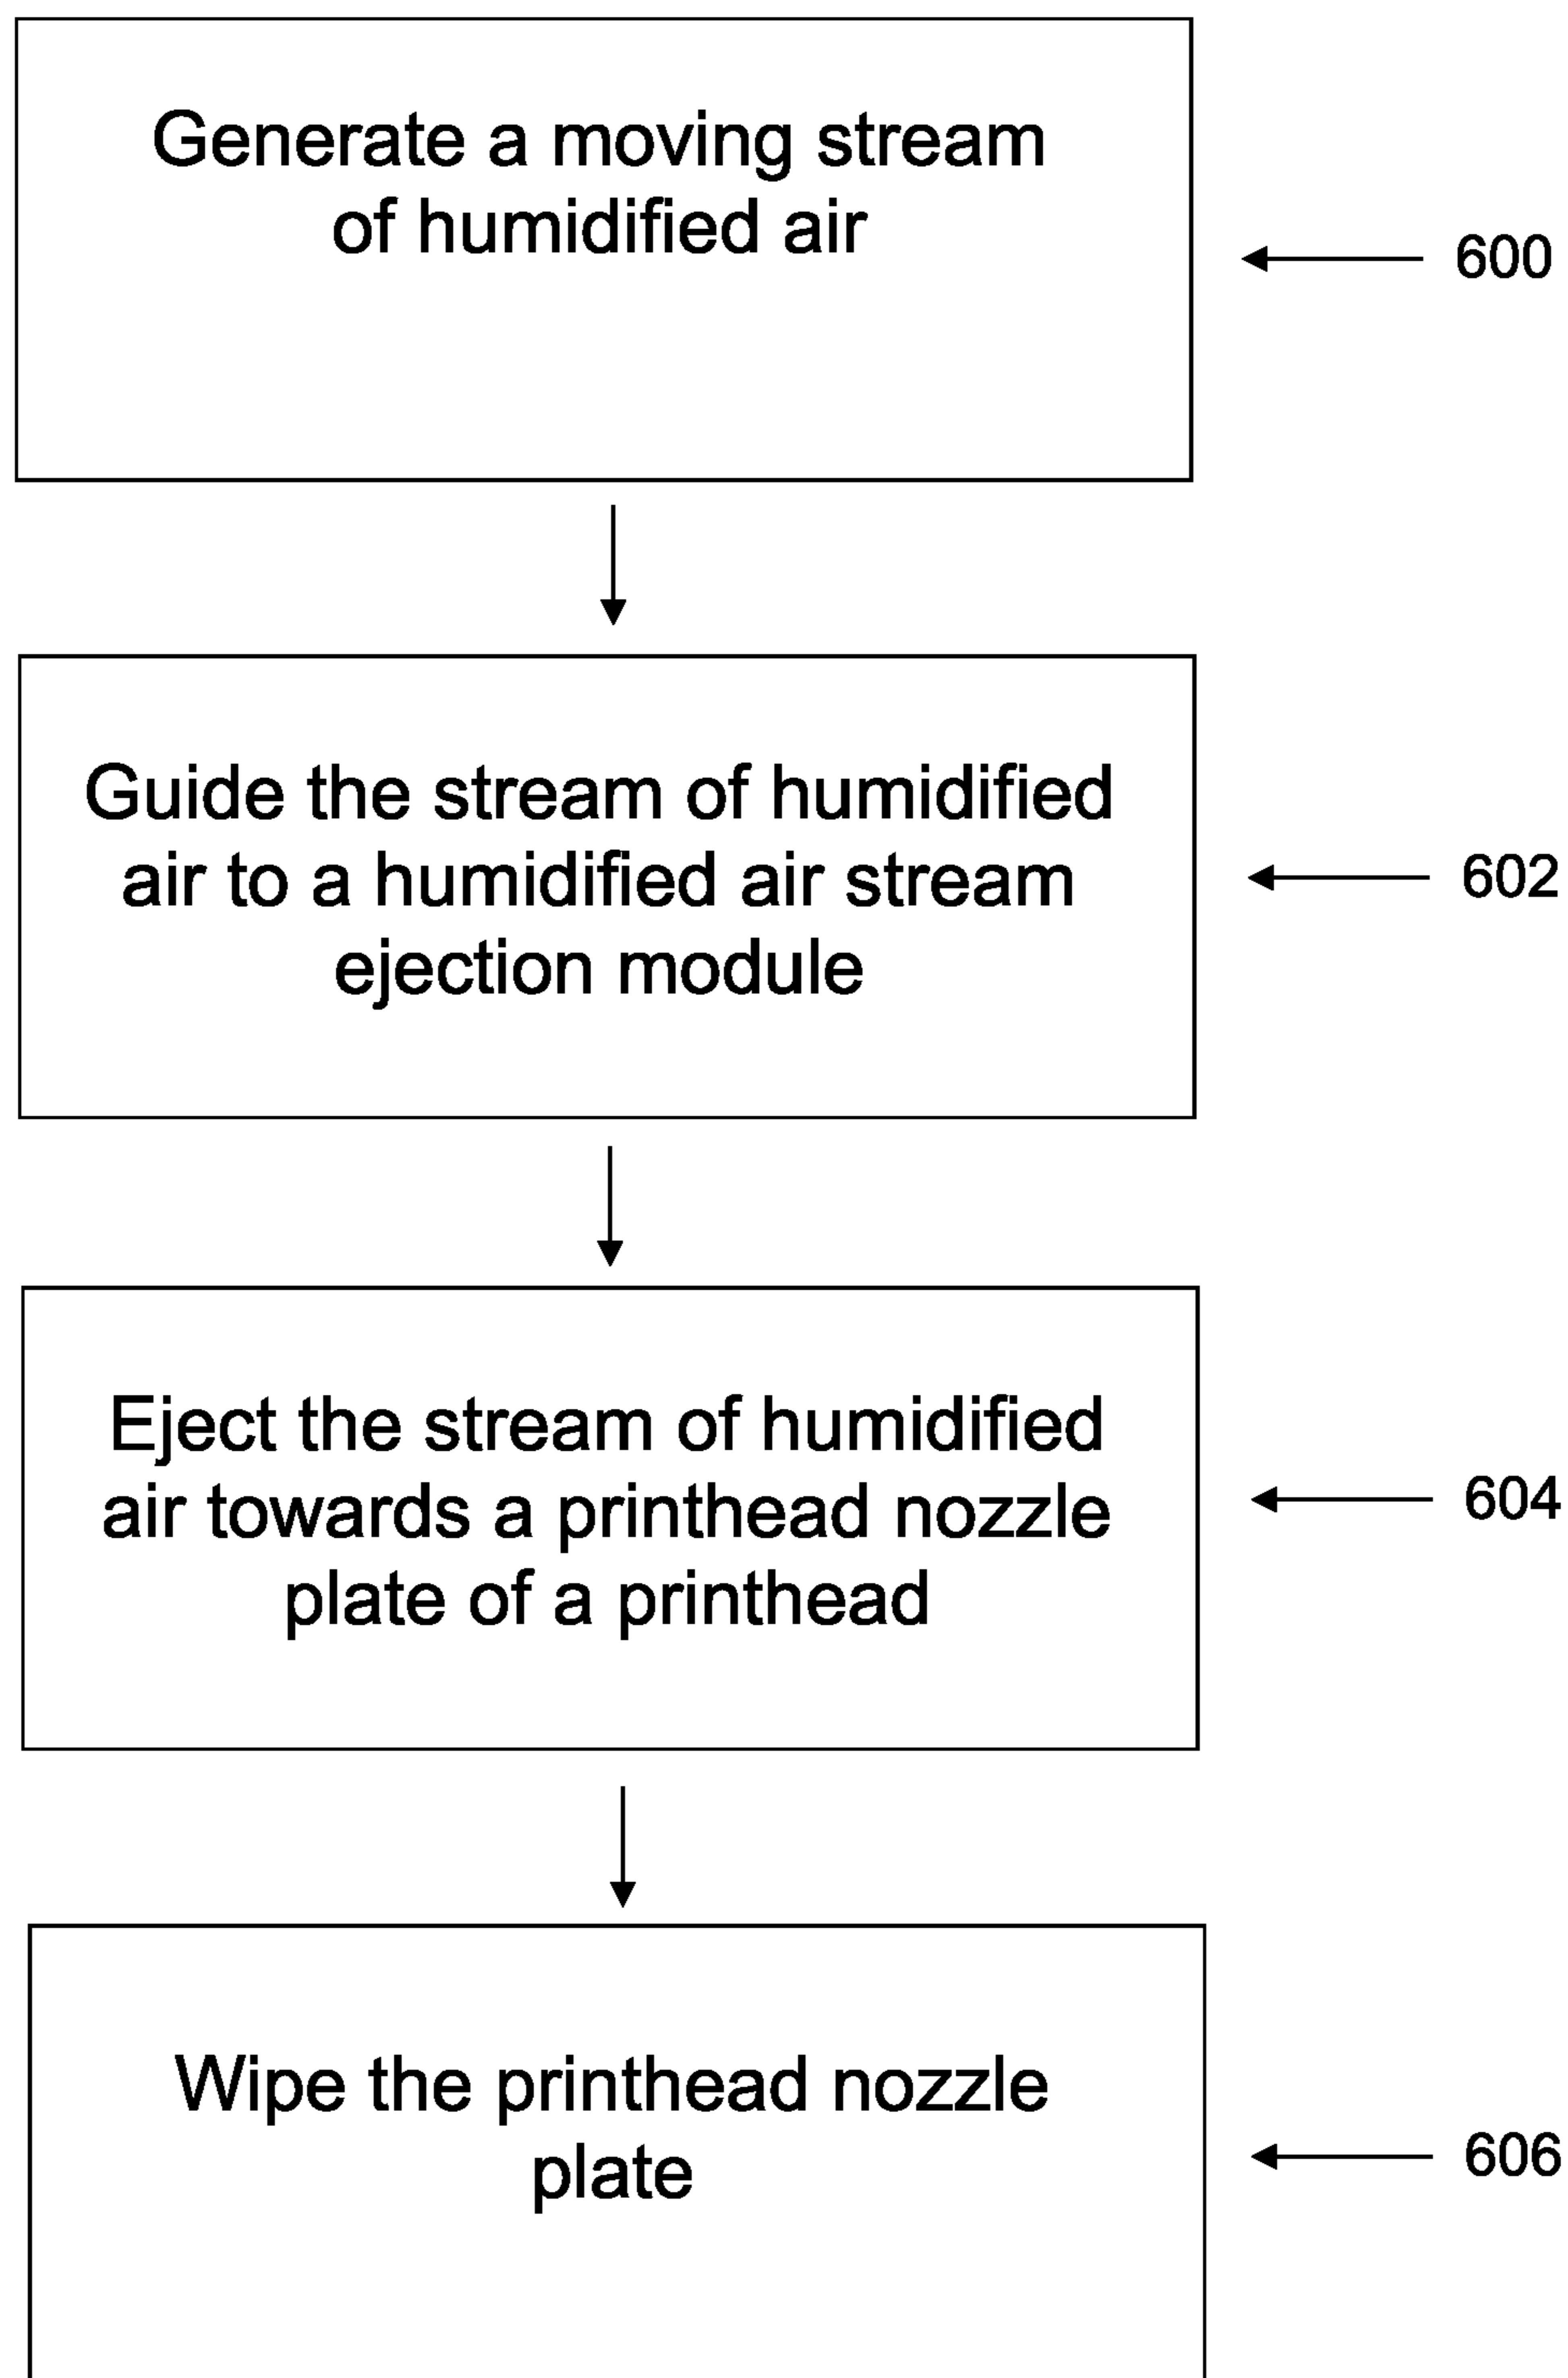 Generate a moving stream
of humidified air
600
Guide the stream of humidified
air to a humidified air stream
ejection module
602
Eject the stream of humidified
air towards a printhead nozzle
plate of a printhead
604
Wipe the printhead nozzle
plate
606